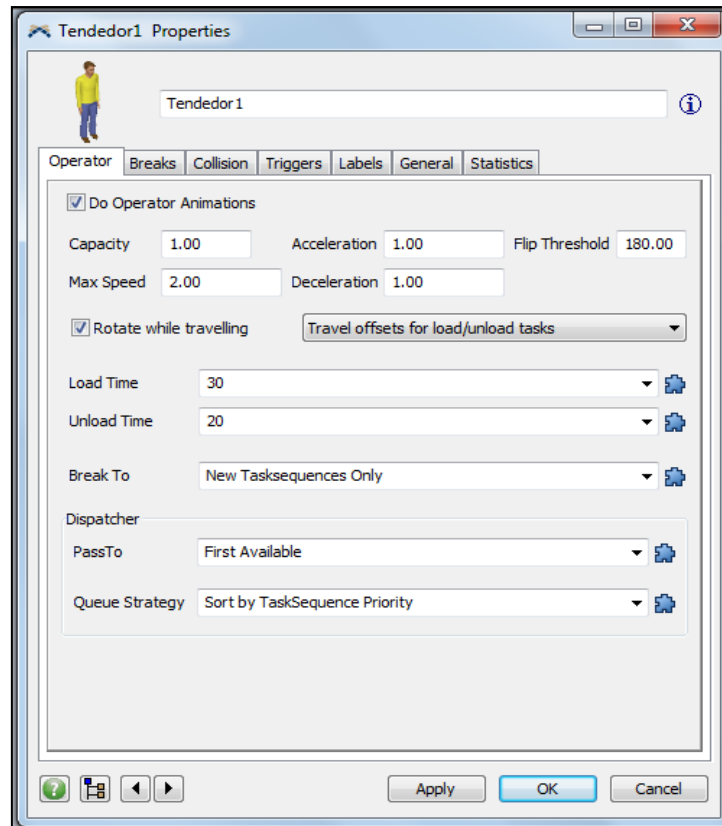 Tendedor1 Properties
Tendedor1
Operator Breaks Collision Triggers Labels General Statistics
Do Operator Animations
Capacity 1.00 Acceleration 1.00 Flip Threshold 180.00
Max Speed 2.00 Deceleration 1.00
Rotate while travelling Travel offsets for load/unload tasks
Load Time 30
Unload Time 20
Break To New Tasksequences Only
Dispatcher
PassTo First Available
Queue Strategy Sort by TaskSequence Priority
Apply OK Cancel